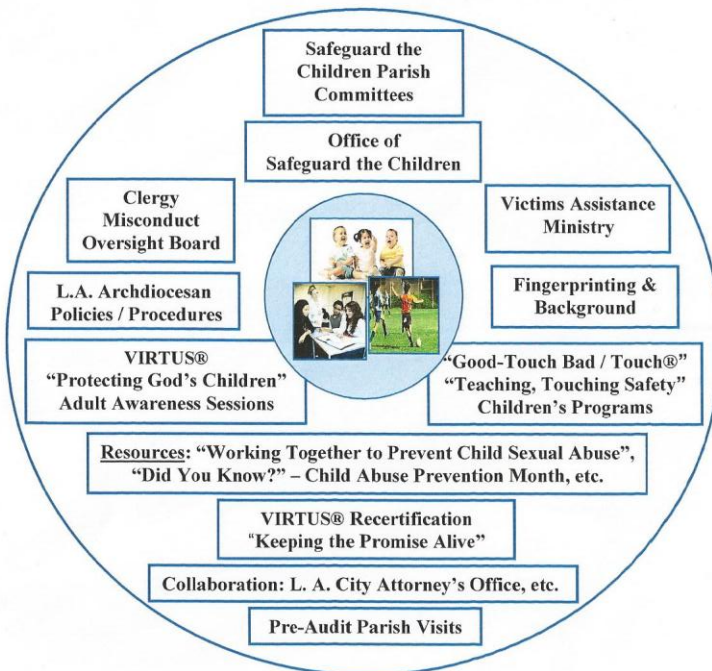 Safeguard the
Children Parish
Committees
Office of
Safeguard the Children
Clergy
Misconduct
Oversight Board
Victims Assistance
Ministry
L.A. Archdiocesan
Policies / Procedures
Fingerprinting &
Background
VIRTUS®
“Protecting God’s Children”
Adult Awareness Sessions
“Good-Touch Bad / Touch®”
“Teaching, Touching Safety”
Children’s Programs
Resources: “Working Together to Prevent Child Sexual Abuse”,
“Did You Know?” – Child Abuse Prevention Month, etc.
VIRTUS® Recertification
“Keeping the Promise Alive”
Collaboration: L. A. City Attorney’s Office, etc.
Pre-Audit Parish Visits